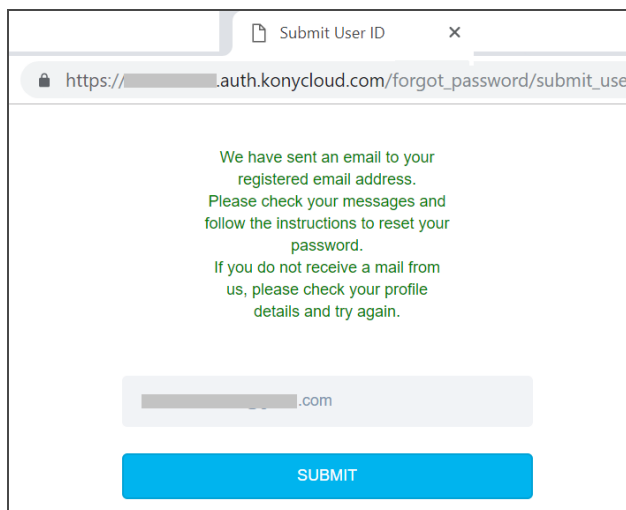 Submit User ID
https:// .auth.konycloud.com/forgot_password/submit_use
We have sent an email to your
registered email address.
Please check your messages and
follow the instructions to reset your
password.
If you do not receive a mail from
us, please check your profile
details and try again.
.com
SUBMIT